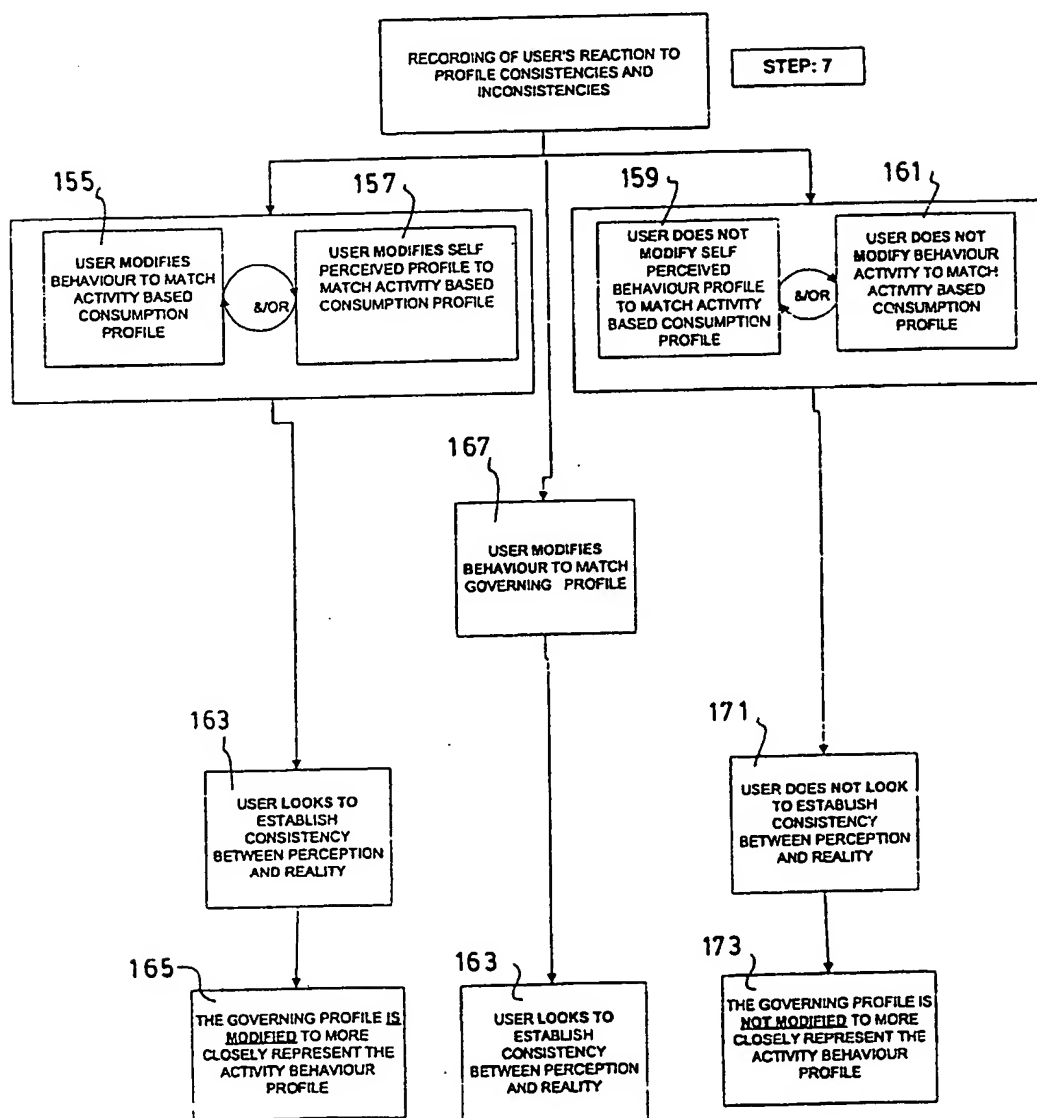 RECORDING OF USER'S REACTION TO
PROFILE CONSISTENCIES AND
INCONSISTENCIES
STEP: 7
155
157
159
161
USER MODIFIES
BEHAVIOUR TO MATCH
ACTIVITY BASED
CONSUMPTION
PROFILE
&/OR
USER MODIFIES SELF
PERCEIVED PROFILE TO
MATCH ACTIVITY BASED
CONSUMPTION PROFILE
USER DOES NOT
MODIFY SELF
PERCEIVED
BEHAVIOUR PROFILE
TO MATCH ACTIVITY
BASED CONSUMPTION
PROFILE
&/OR
USER DOES NOT
MODIFY BEHAVIOUR
ACTIVITY TO MATCH
ACTIVITY BASED
CONSUMPTION
PROFILE
167
USER MODIFIES
BEHAVIOUR TO MATCH
GOVERNING PROFILE
163
USER LOOKS TO
ESTABLISH
CONSISTENCY
BETWEEN PERCEPTION
AND REALITY
171
USER DOES NOT LOOK
TO ESTABLISH
CONSISTENCY
BETWEEN PERCEPTION
AND REALITY
165
THE GOVERNING PROFILE IS
MODIFIED TO MORE
CLOSELY REPRESENT THE
ACTIVITY BEHAVIOUR
PROFILE
163
USER LOOKS TO
ESTABLISH
CONSISTENCY
BETWEEN PERCEPTION
AND REALITY
173
THE GOVERNING PROFILE IS
NOT MODIFIED TO MORE
CLOSELY REPRESENT THE
ACTIVITY BEHAVIOUR
PROFILE